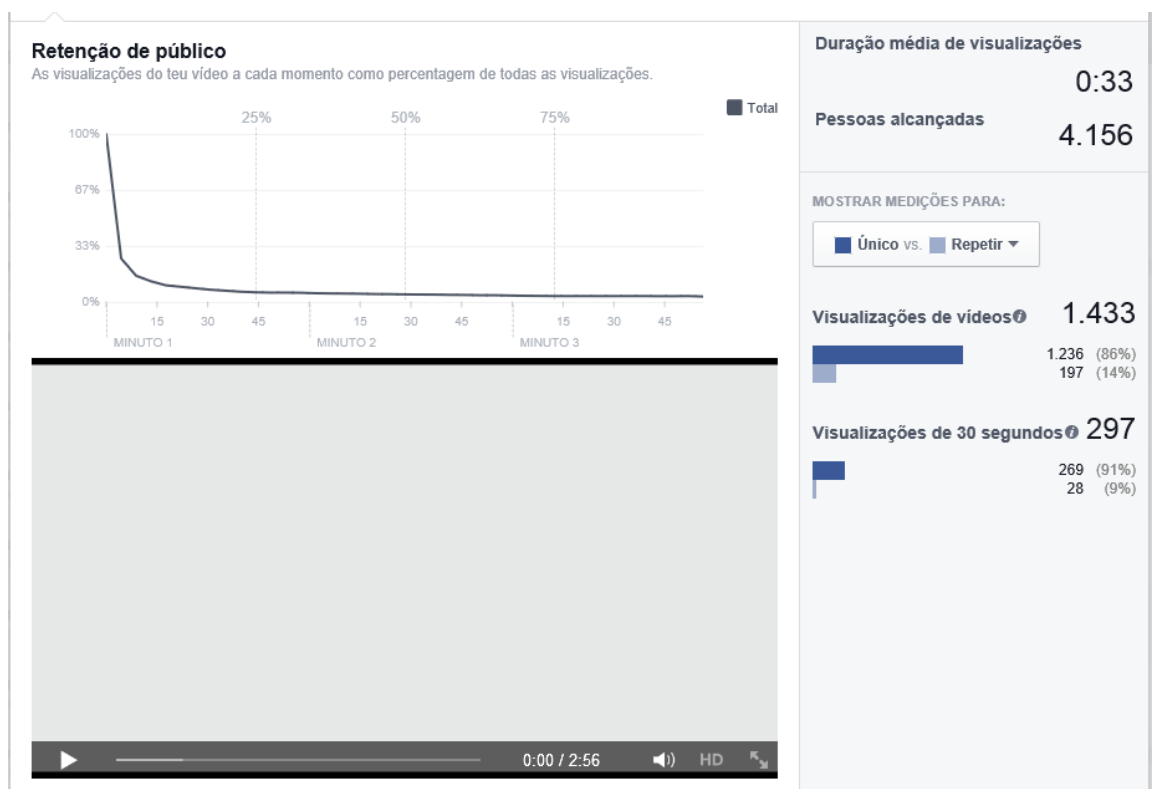 Retenção de público
As visualizações do teu vídeo a cada momento como percentagem de todas as visualizações.
Total
25% 50% 75%
100%
67%
33%
0%
15 30 45 15 30 45 15 30 45
MINUTO 1 MINUTO 2 MINUTO 3
0:00 / 2:56 HD
Duração média de visualizações
0:33
Pessoas alcançadas
4.156
MOSTRAR MEDIÇÕES PARA:
Único vs. Repetir
Visualizações de vídeos 1.433
1.236 (86%)
197 (14%)
Visualizações de 30 segundos 297
269 (91%)
28 (9%)